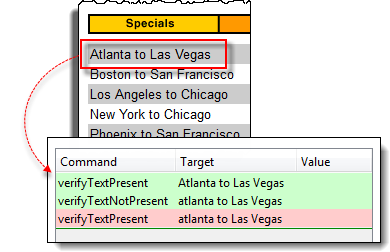 Specials
Atlanta to Las Vegas
Boston to San Francisco
Los Angeles to Chicago
New York to Chicago
Phoenix to San Francisco
Command Target Value
verifyTextPresent Atlanta to Las Vegas
verifyTextNotPresent atlanta to Las Vegas
verifyTextPresent atlanta to Las Vegas